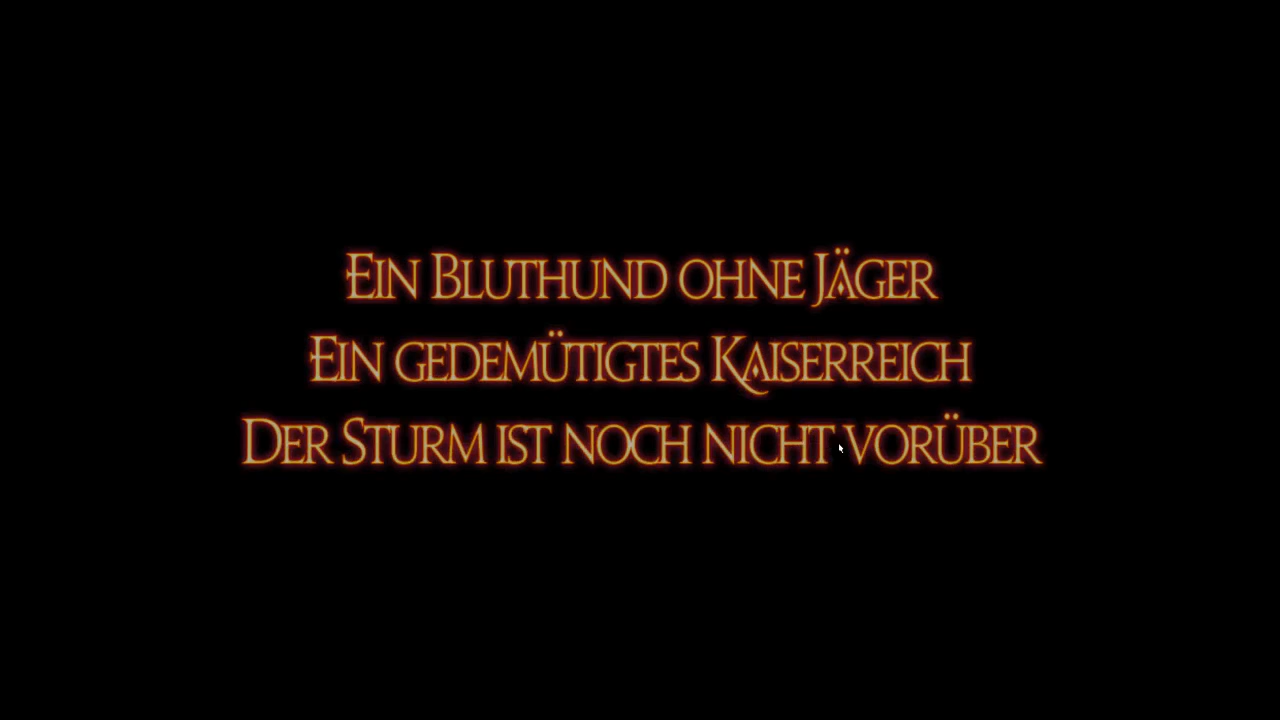 Ein Bluthund ohne Jäger
Ein gedemütigtes Kaiserreich
Der Sturm ist noch nicht vorüber